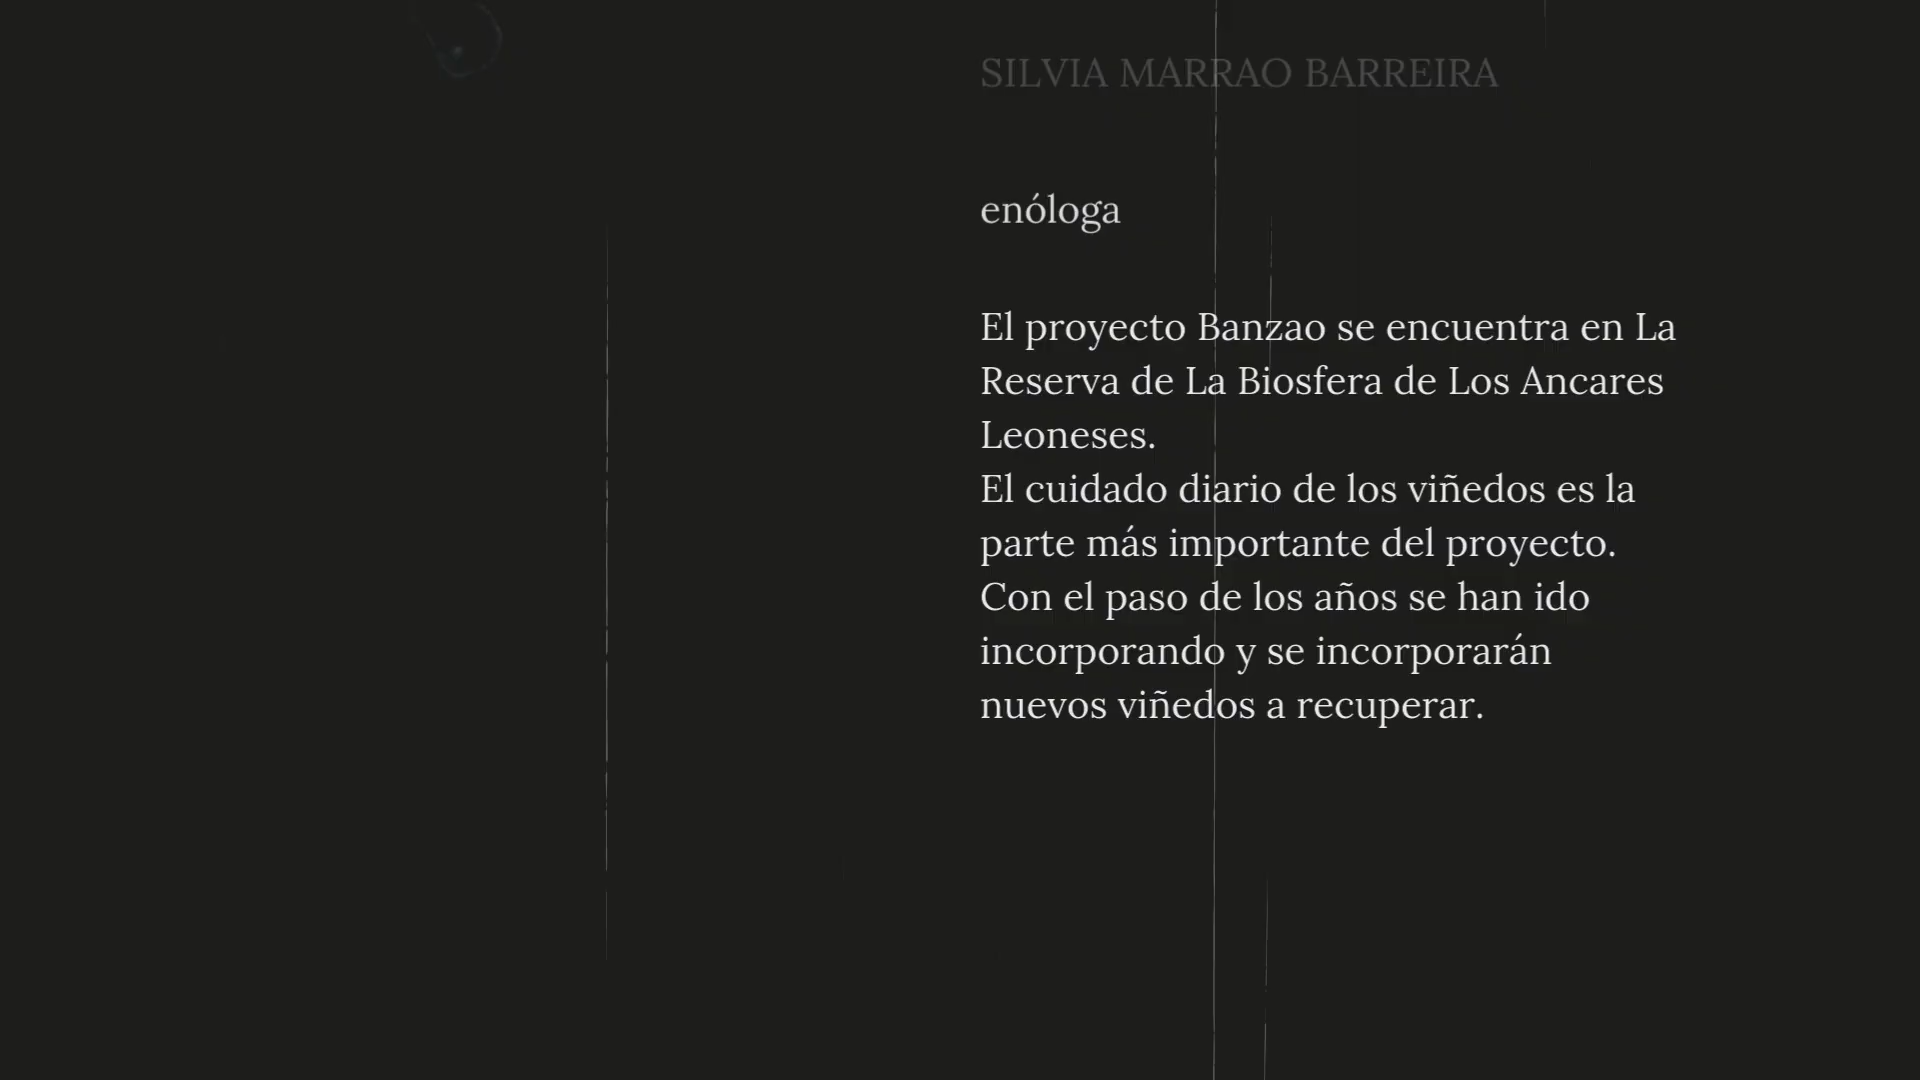 SILVIA MARRAO BARREIRA
enóloga
El proyecto Banzao se encuentra en La
Reserva de La Biosfera de Los Ancares
Leoneses.
El cuidado diario de los viñedos es la
parte más importante del proyecto.
Con el paso de los años se han ido
incorporando y se incorporarán
nuevos viñedos a recuperar.